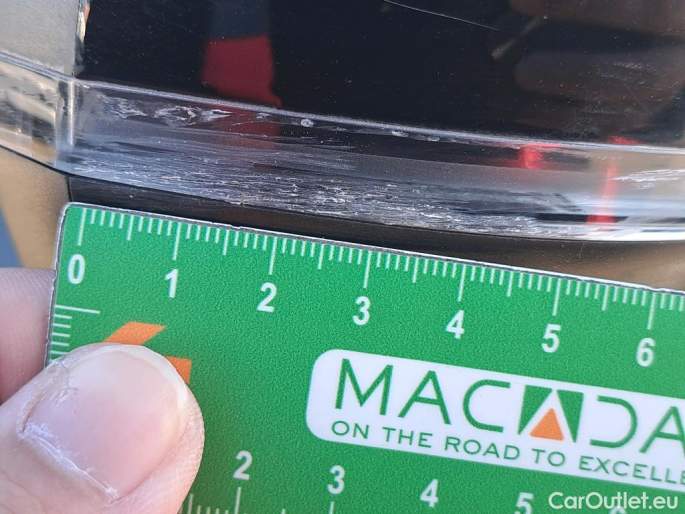 0 1 2 3 4 5 6
MACADA
ON THE ROAD TO EXCELLE
2 3 4 5 6
CarOutlet.eu